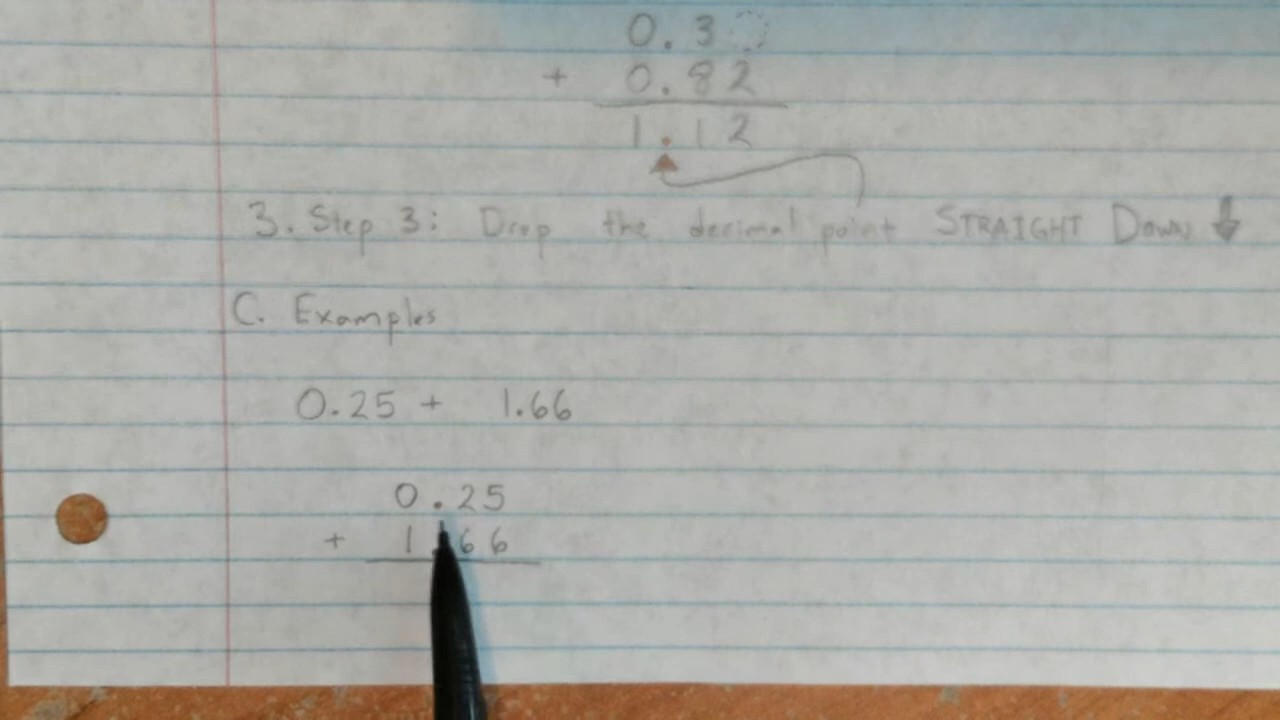 0.3
+ 0.82
1.12
3. Step 3: Drop the decimal point STRAIGHT DOWN ↓
C. Examples
0.25 + 1.66
0.25
+ 1.66